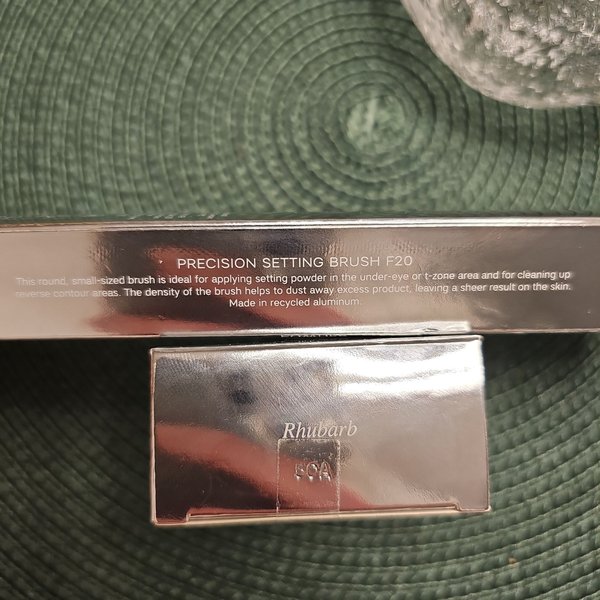 PRECISION SETTING BRUSH F20
This round, small-sized brush is ideal for applying setting powder in the under-eye or t-zone area and for cleaning up
reverse contour areas. The density of the brush helps to dust away excess product, leaving a sheer result on the skin.
Made in recycled aluminum.
Rhubarb